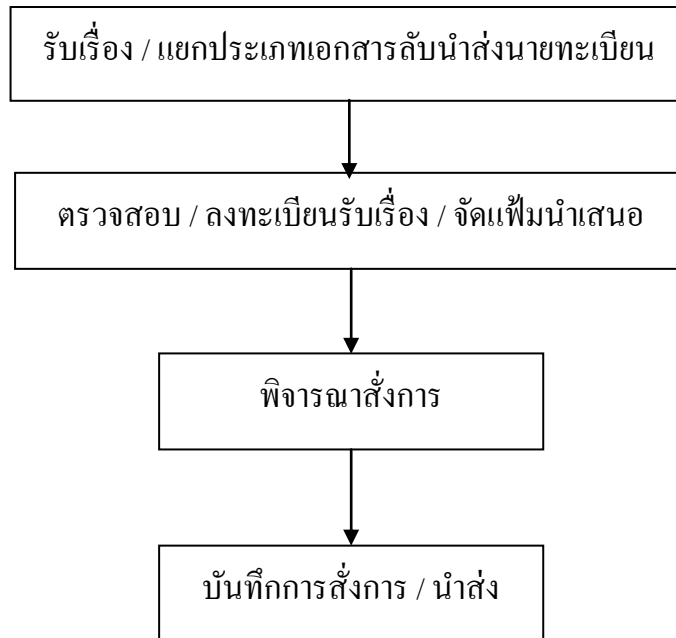 รับเรื่อง / แยกประเภทเอกสารลับนำส่งนายทะเบียน
ตรวจสอบ / ลงทะเบียนรับเรื่อง / จัดแฟ้มนำเสนอ
พิจารณาสั่งการ
บันทึกการสั่งการ / นำส่ง